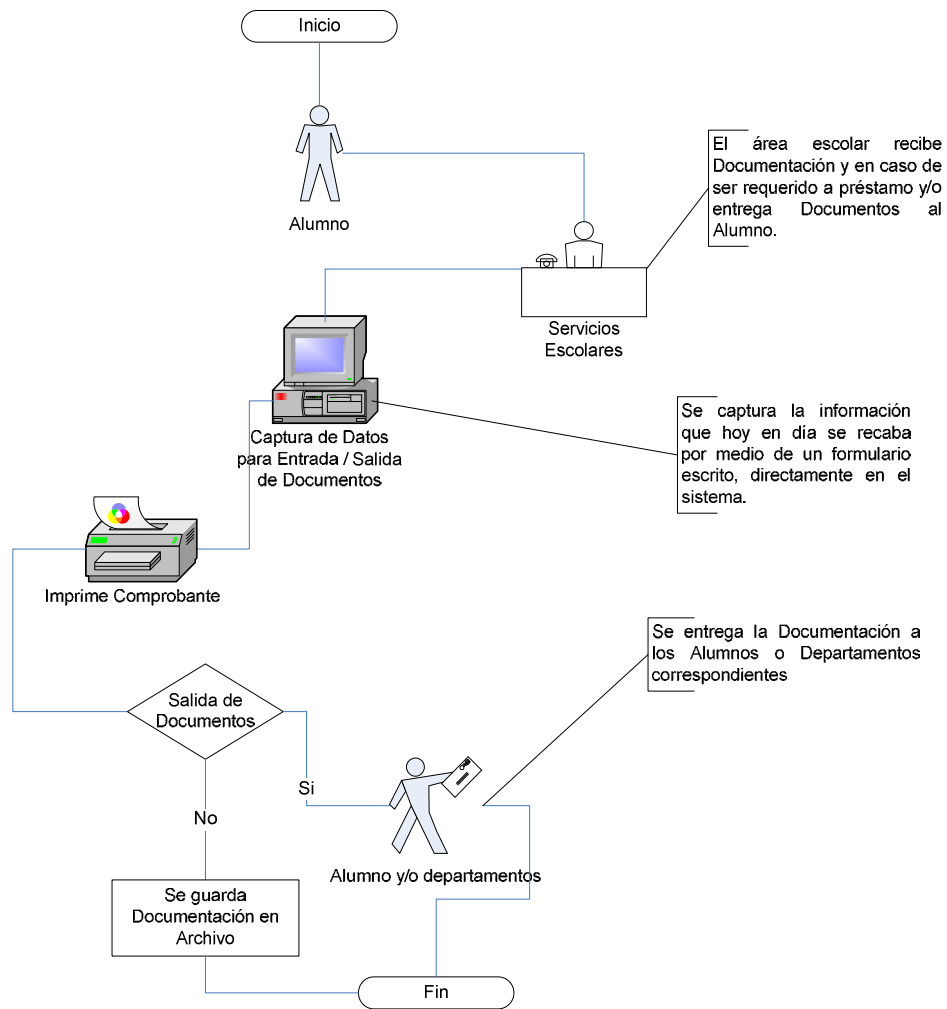 Inicio
Alumno
El área escolar recibe
Documentación y en caso de
ser requerido a préstamo y/o
entrega Documentos al
Alumno.
Servicios
Escolares
Captura de Datos
para Entrada / Salida
de Documentos
Se captura la información
que hoy en día se recaba
por medio de un formulario
escrito, directamente en el
sistema.
Imprime Comprobante
Se entrega la Documentación a
los Alumnos o Departamentos
correspondientes
Salida de
Documentos
Si
No
Alumno y/o departamentos
Se guarda
Documentación en
Archivo
Fin